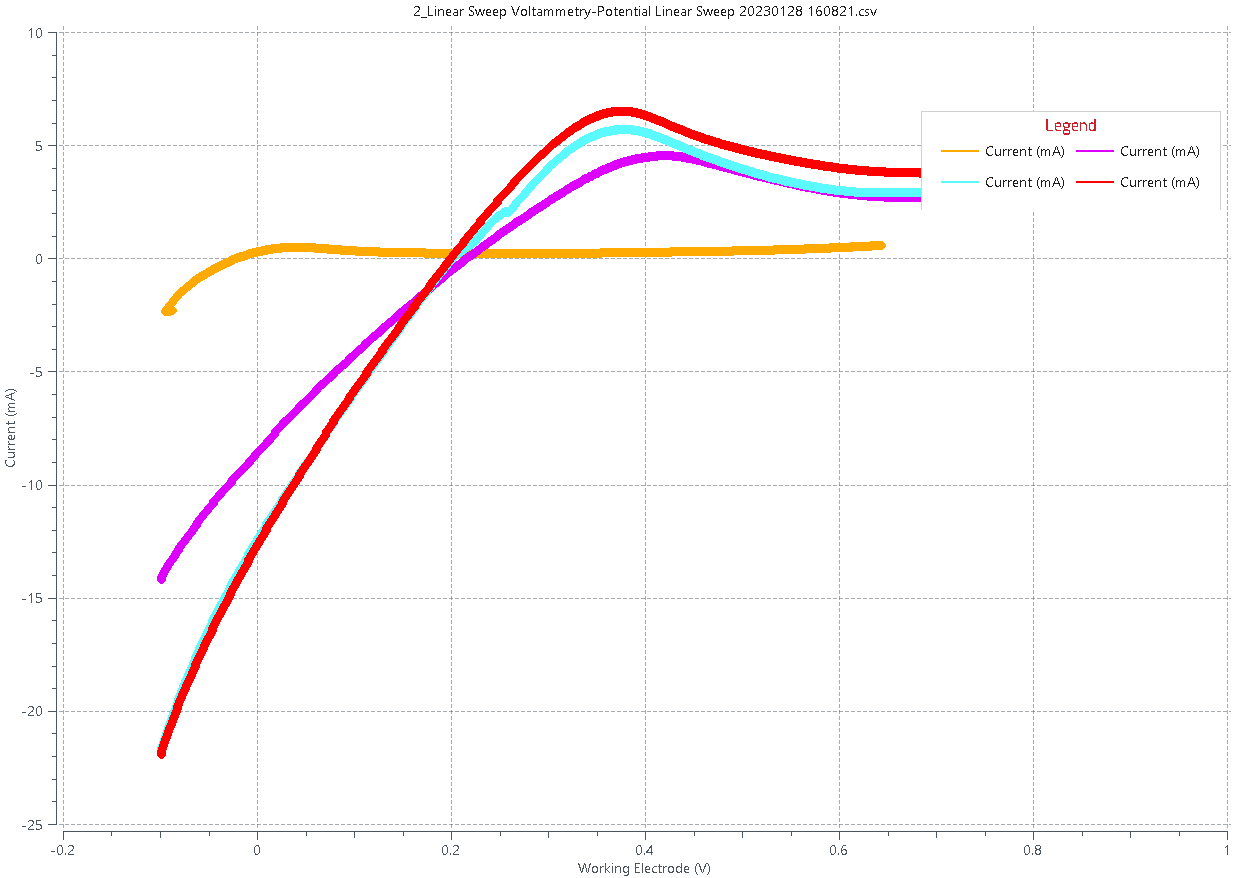 2_Linear Sweep Voltammetry-Potential Linear Sweep 20230128 160821.csv
10
5
0
-5
-10
-15
-20
-25
Current (mA)
Legend
Current (mA) Current (mA)
Current (mA) Current (mA)
-0.2 0 0.2 0.4 0.6 0.8 1
Working Electrode (V)